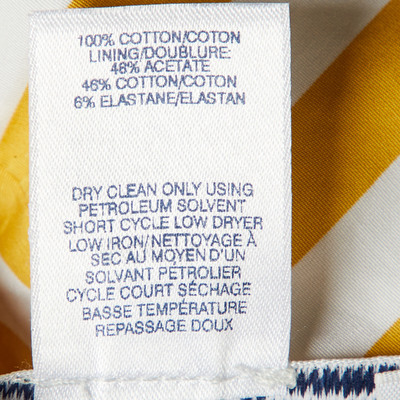 100% COTTON/COTON
LINING/DOUBLURE:
48% ACETATE
46% COTTON/COTON
6% ELASTANE/ELASTAN
DRY CLEAN ONLY USING
PETROLEUM SOLVENT
SHORT CYCLE LOW DRYER
LOW IRON/NETTOYAGE À
SEC AU MOYEN D'UN
SOLVANT PÉTROLIER
CYCLE COURT SÉCHAGE
BASSE TEMPÉRATURE
REPASSAGE DOUX